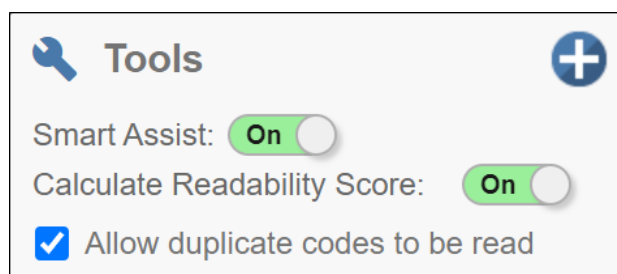 Tools
Smart Assist: On
Calculate Readability Score: On
Allow duplicate codes to be read